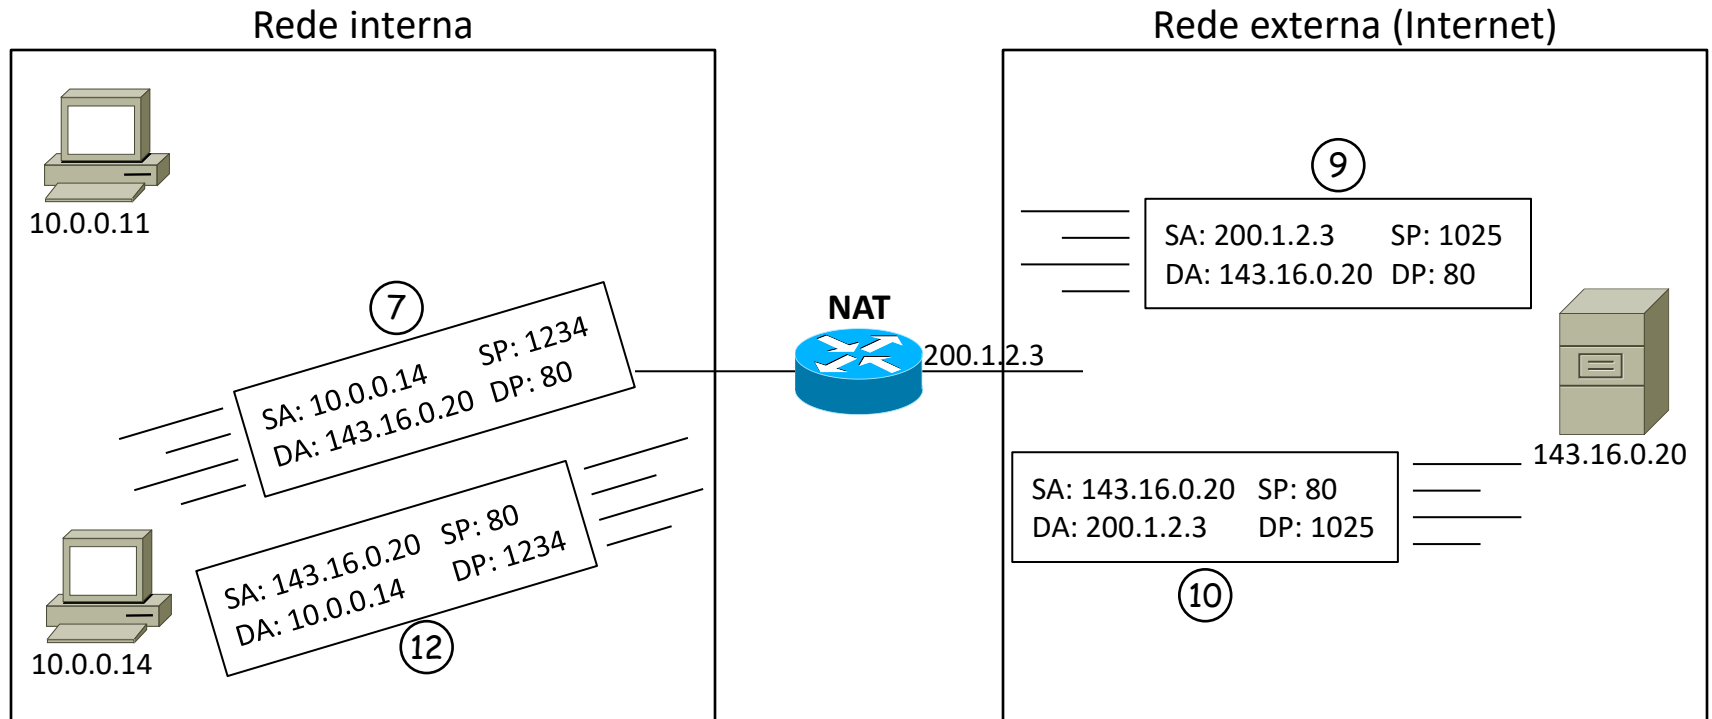 Rede interna
Rede externa (Internet)
10.0.0.11
7
SA: 10.0.0.14 SP: 1234
DA: 143.16.0.20 DP: 80
NAT
200.1.2.3
9
SA: 200.1.2.3 SP: 1025
DA: 143.16.0.20 DP: 80
143.16.0.20
SA: 143.16.0.20 SP: 80
DA: 200.1.2.3 DP: 1025
10
SA: 143.16.0.20 SP: 80
DA: 10.0.0.14 DP: 1234
12
10.0.0.14